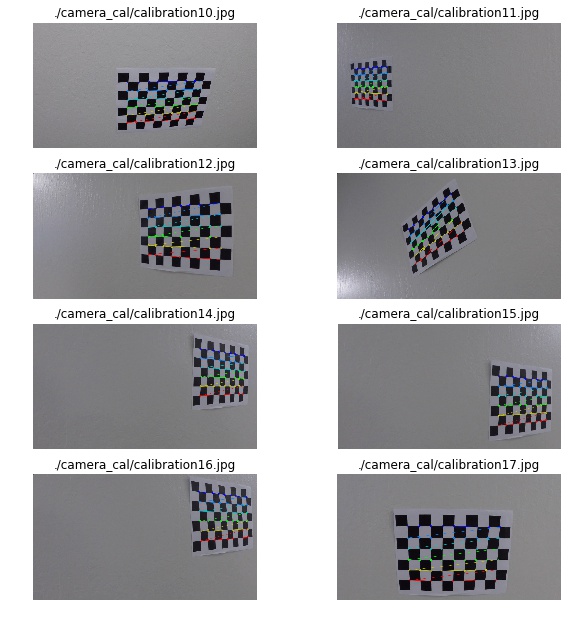 ./camera_cal/calibration10.jpg
./camera_cal/calibration11.jpg
./camera_cal/calibration12.jpg
./camera_cal/calibration13.jpg
./camera_cal/calibration14.jpg
./camera_cal/calibration15.jpg
./camera_cal/calibration16.jpg
./camera_cal/calibration17.jpg